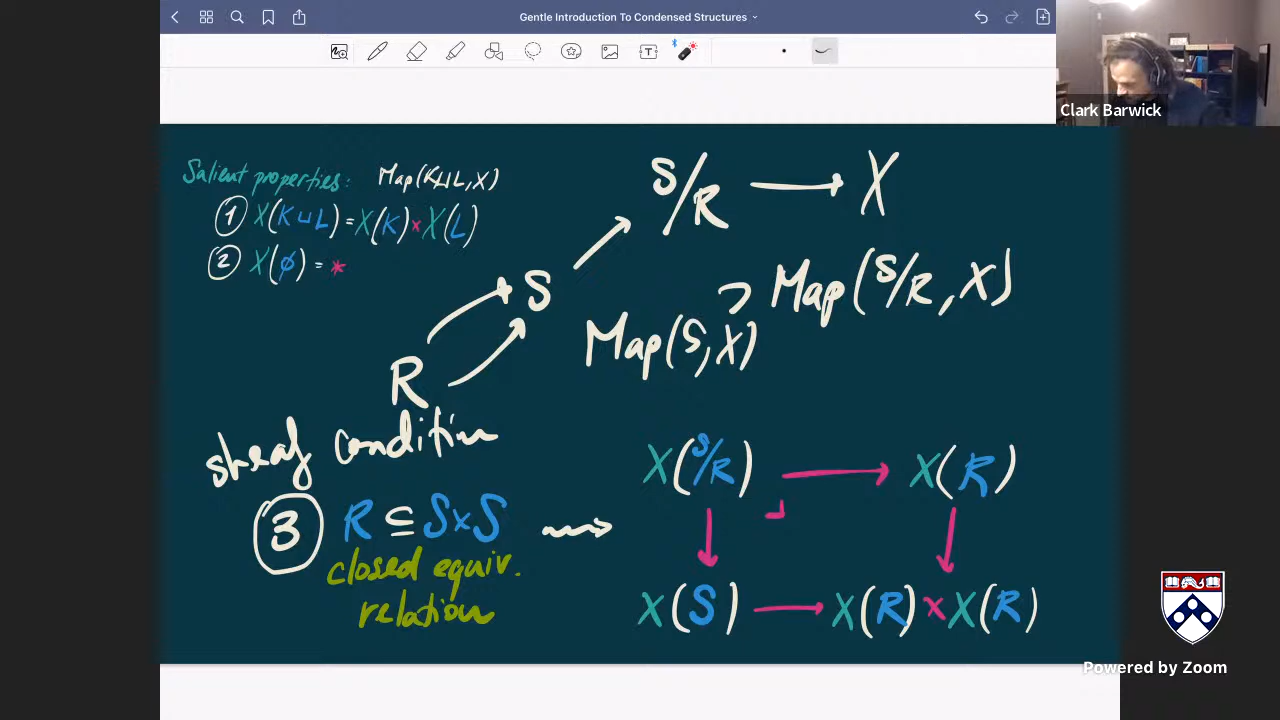 Gentle Introduction To Condensed Structures
T
Clark Barwick
Salient properties: Map(K⊔L, X)
① X(K⊔L) = X(K) × X(L)
② X(∅) = *
S/R → X
S
R
Map(S, X) ⊃ Map(S/R, X)
sheaf condition
③ R ⊆ S×S
closed equiv.
relation
X(S/R) → X(R)
X(S) → X(R) × X(R)
Powered by Zoom